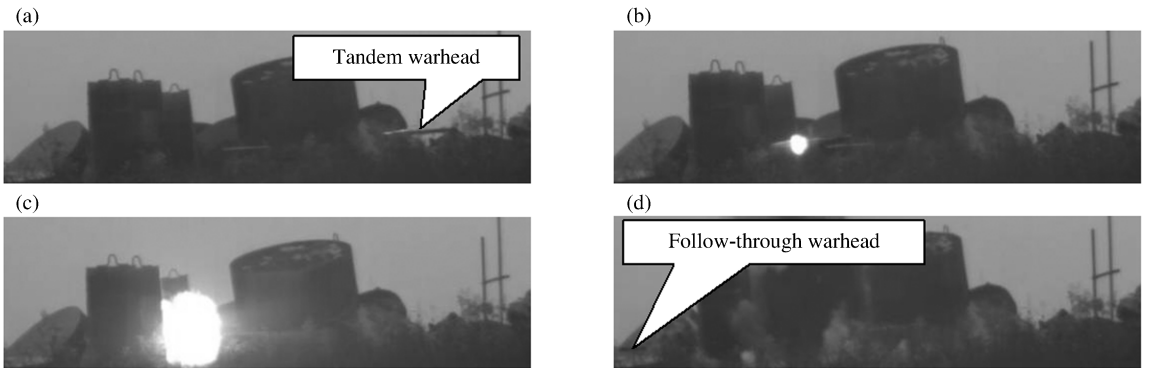 (a)
Tandem warhead
(b)
(c)
(d)
Follow-through warhead